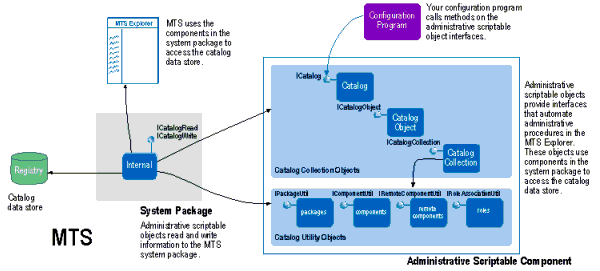 MTS Explorer
MTS uses the
components in the
system package to
access the catalog
data store.
Configuration
Program
Your configuration program
calls methods on the
administrative scriptable
object interfaces.
ICatalog
Catalog
ICatalogObject
Catalog
Object
ICatalogCollection
Catalog
Collection
Catalog Collection Objects
Administrative
scriptable objects
provide interfaces
that automate
administrative
procedures in the
MTS Explorer.
These objects use
components in the
system package to
access the catalog
data store.
ICatalogRead
ICatalogWrite
Internal
Registry
Catalog
data store
System Package
Administrative scriptable
objects read and write
information to the MTS
system package.
MTS
IPackageUtil
IComponentUtil
IRemoteComponentUtil
IRole AssociationUtil
packages
components
remote
components
roles
Catalog Utility Objects
Administrative Scriptable Component